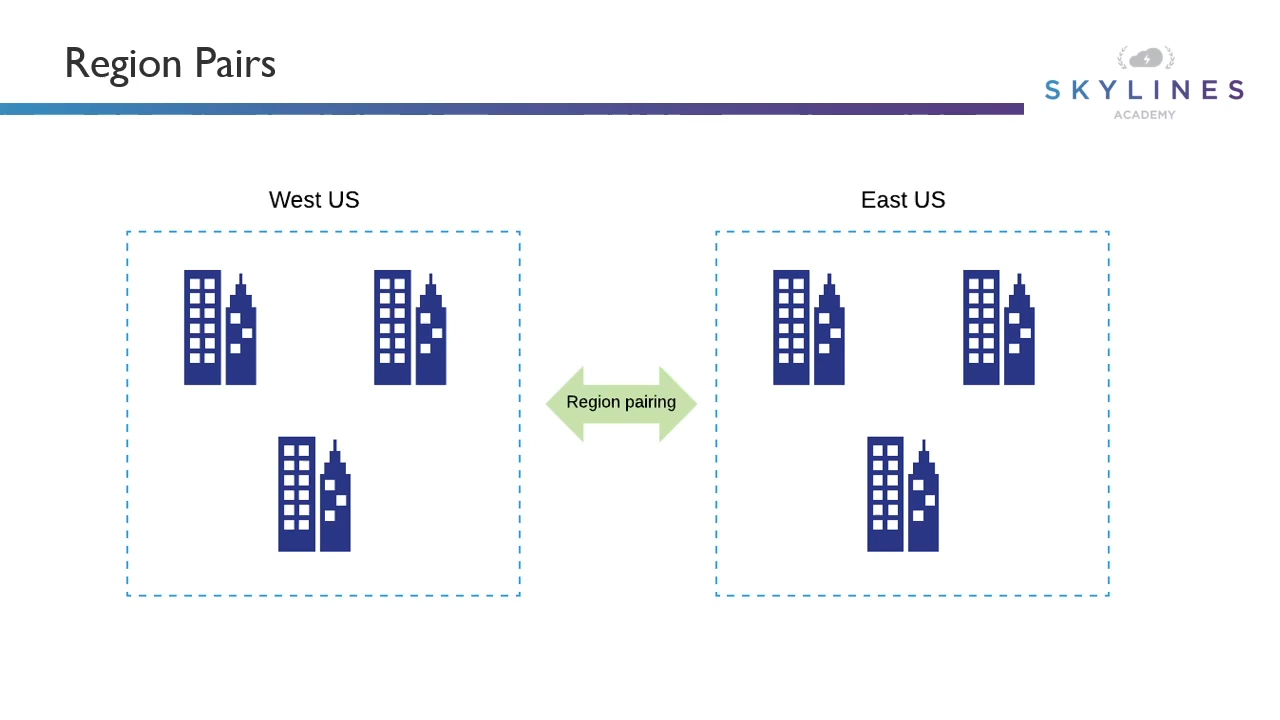 Region Pairs
SKYLINES
ACADEMY
West US
East US
Region pairing